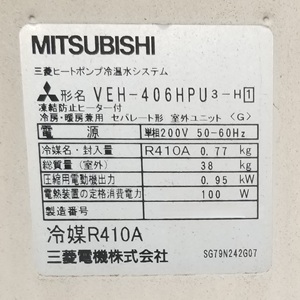 MITSUBISHI
三菱ヒートポンプ冷温水システム
形名 VEH-406HPU3-H1
凍結防止ヒーター付
冷房・暖房兼用 セパレート形 室外ユニット 〈G〉
電源 単相200V 50-60Hz
冷媒名・封入量 R410A 0.77 kg
総質量(室外) 38 kg
圧縮用電動機出力 0.95 kW
電熱装置の定格消費電力 100 W
製造番号
冷媒R410A
三菱電機株式会社 SG79N242G07